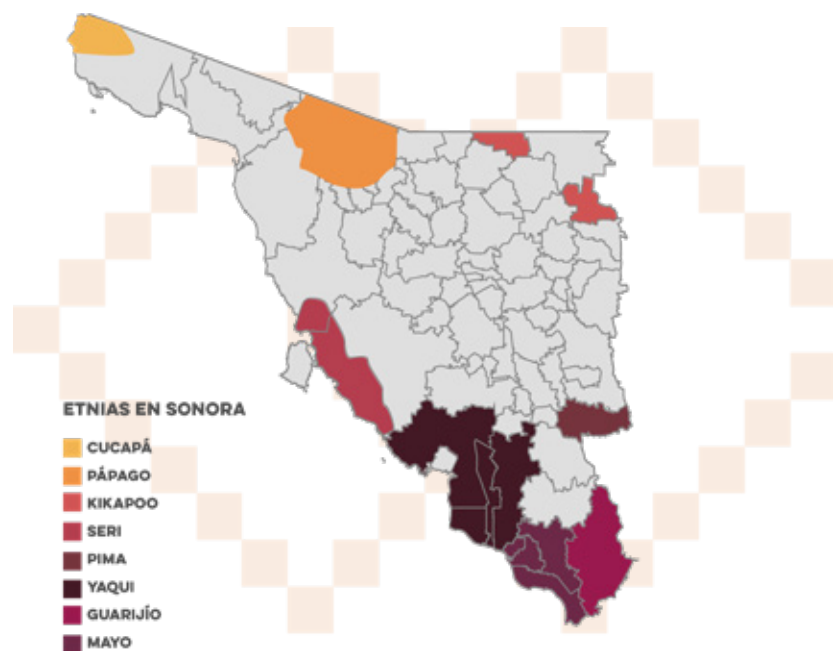 ETNIAS EN SONORA
CUCAPÁ
PÁPAGO
KIKAPOO
SERI
PIMA
YAQUI
GUARIJÍO
MAYO